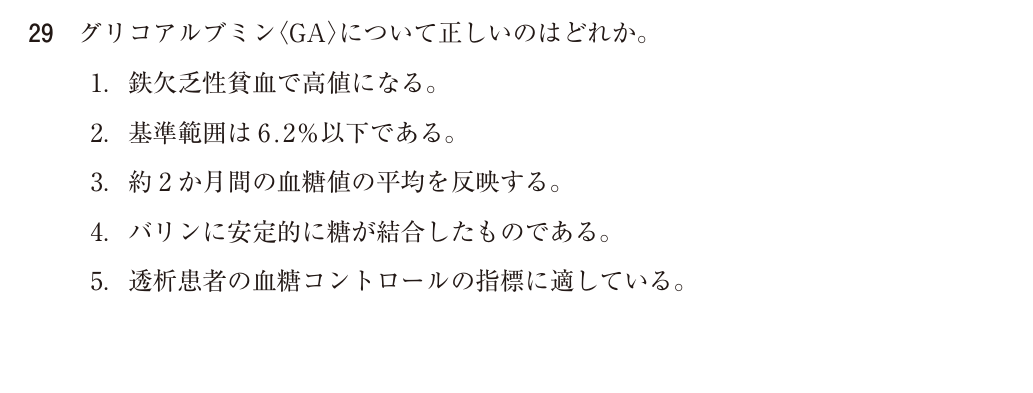 29 グリコアルブミン〈GA〉について正しいのはどれか。
1. 鉄欠乏性貧血で高値になる。
2. 基準範囲は 6.2%以下である。
3. 約 2 か月間の血糖値の平均を反映する。
4. バリンに安定的に糖が結合したものである。
5. 透析患者の血糖コントロールの指標に適している。